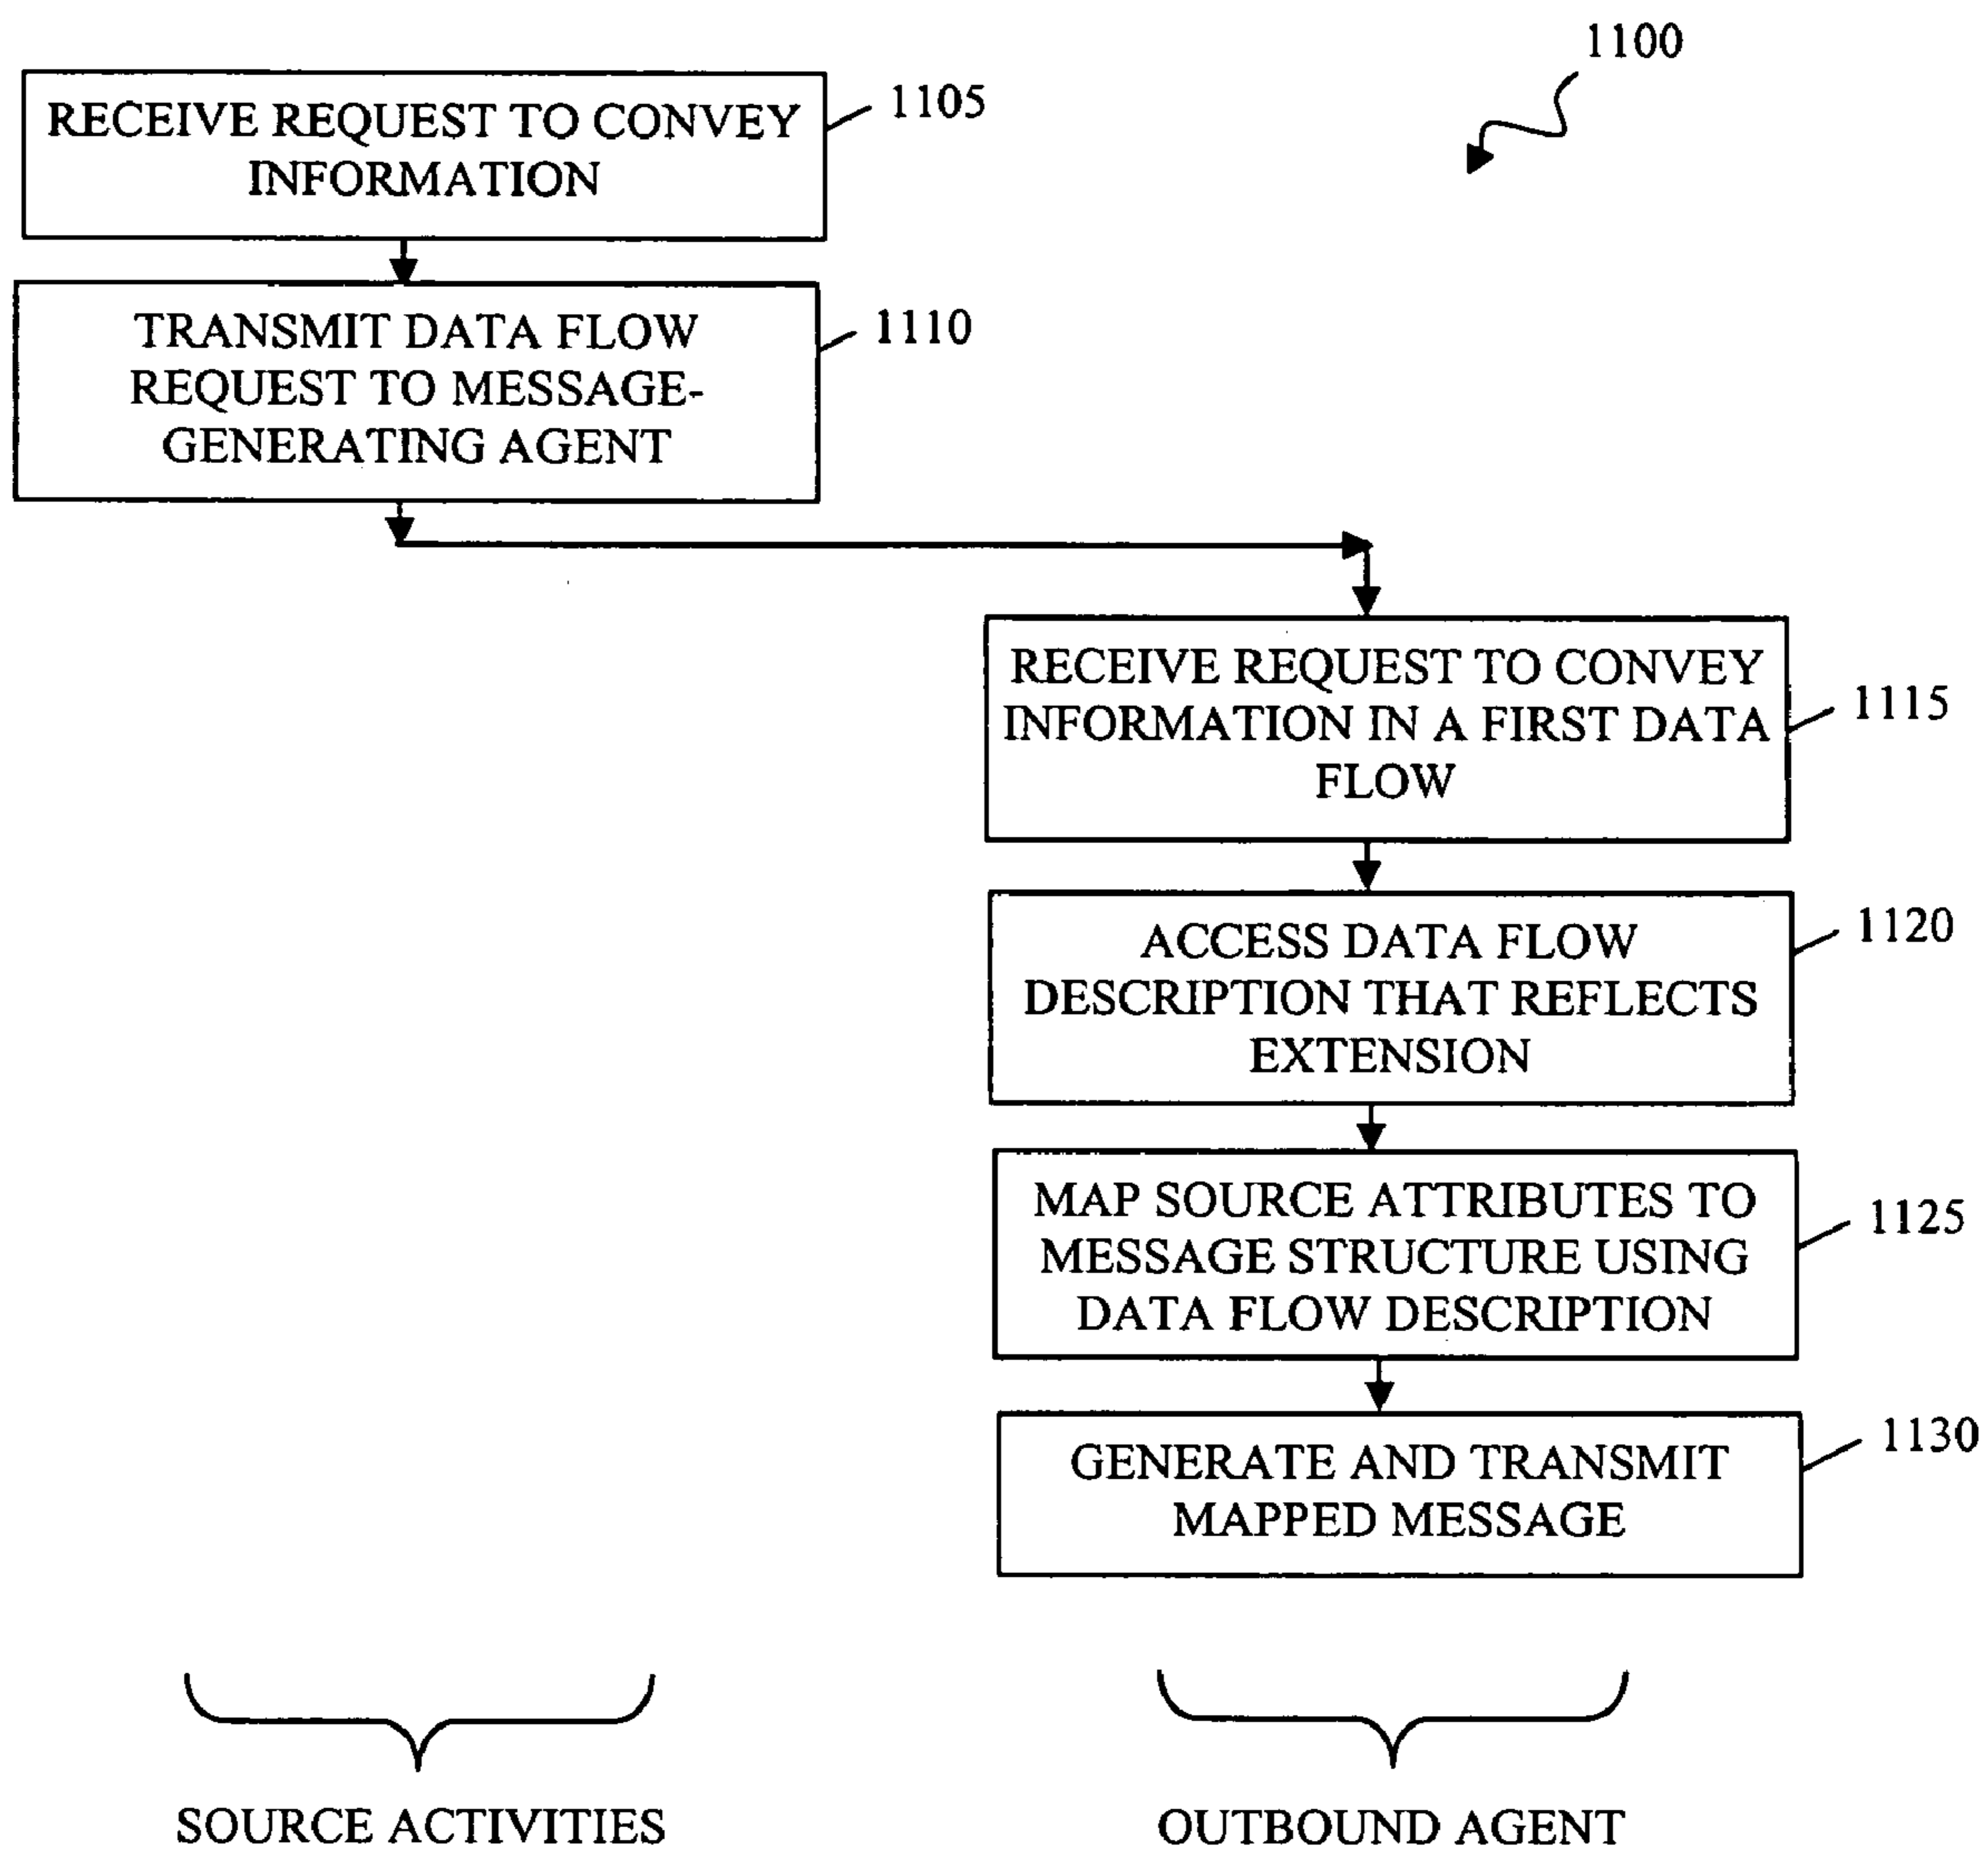 1100
RECEIVE REQUEST TO CONVEY
INFORMATION
1105
TRANSMIT DATA FLOW
REQUEST TO MESSAGE-
GENERATING AGENT
1110
RECEIVE REQUEST TO CONVEY
INFORMATION IN A FIRST DATA
FLOW
1115
ACCESS DATA FLOW
DESCRIPTION THAT REFLECTS
EXTENSION
1120
MAP SOURCE ATTRIBUTES TO
MESSAGE STRUCTURE USING
DATA FLOW DESCRIPTION
1125
GENERATE AND TRANSMIT
MAPPED MESSAGE
1130
SOURCE ACTIVITIES
OUTBOUND AGENT